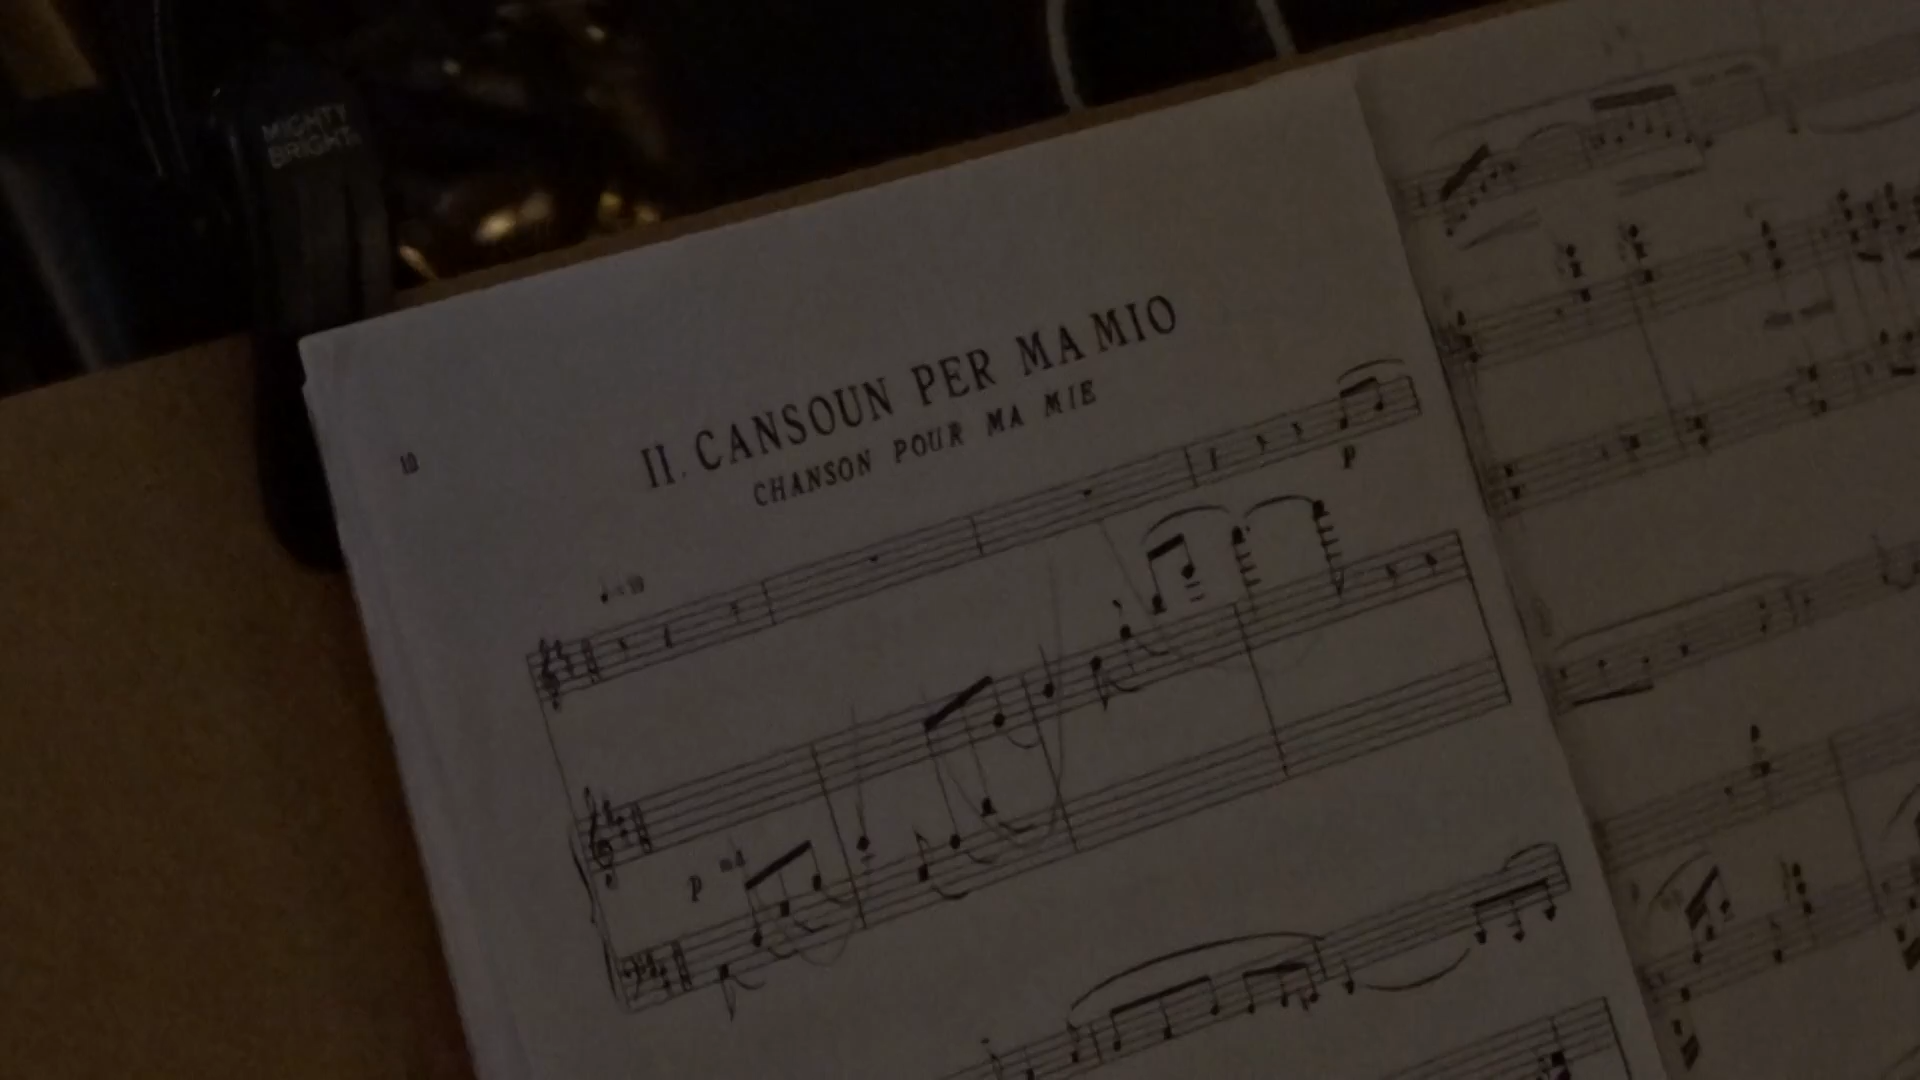 MIGHTY
BRIGHT
II. CANSOUN PER MA MIO
CHANSON POUR MA MIE
10
P
P